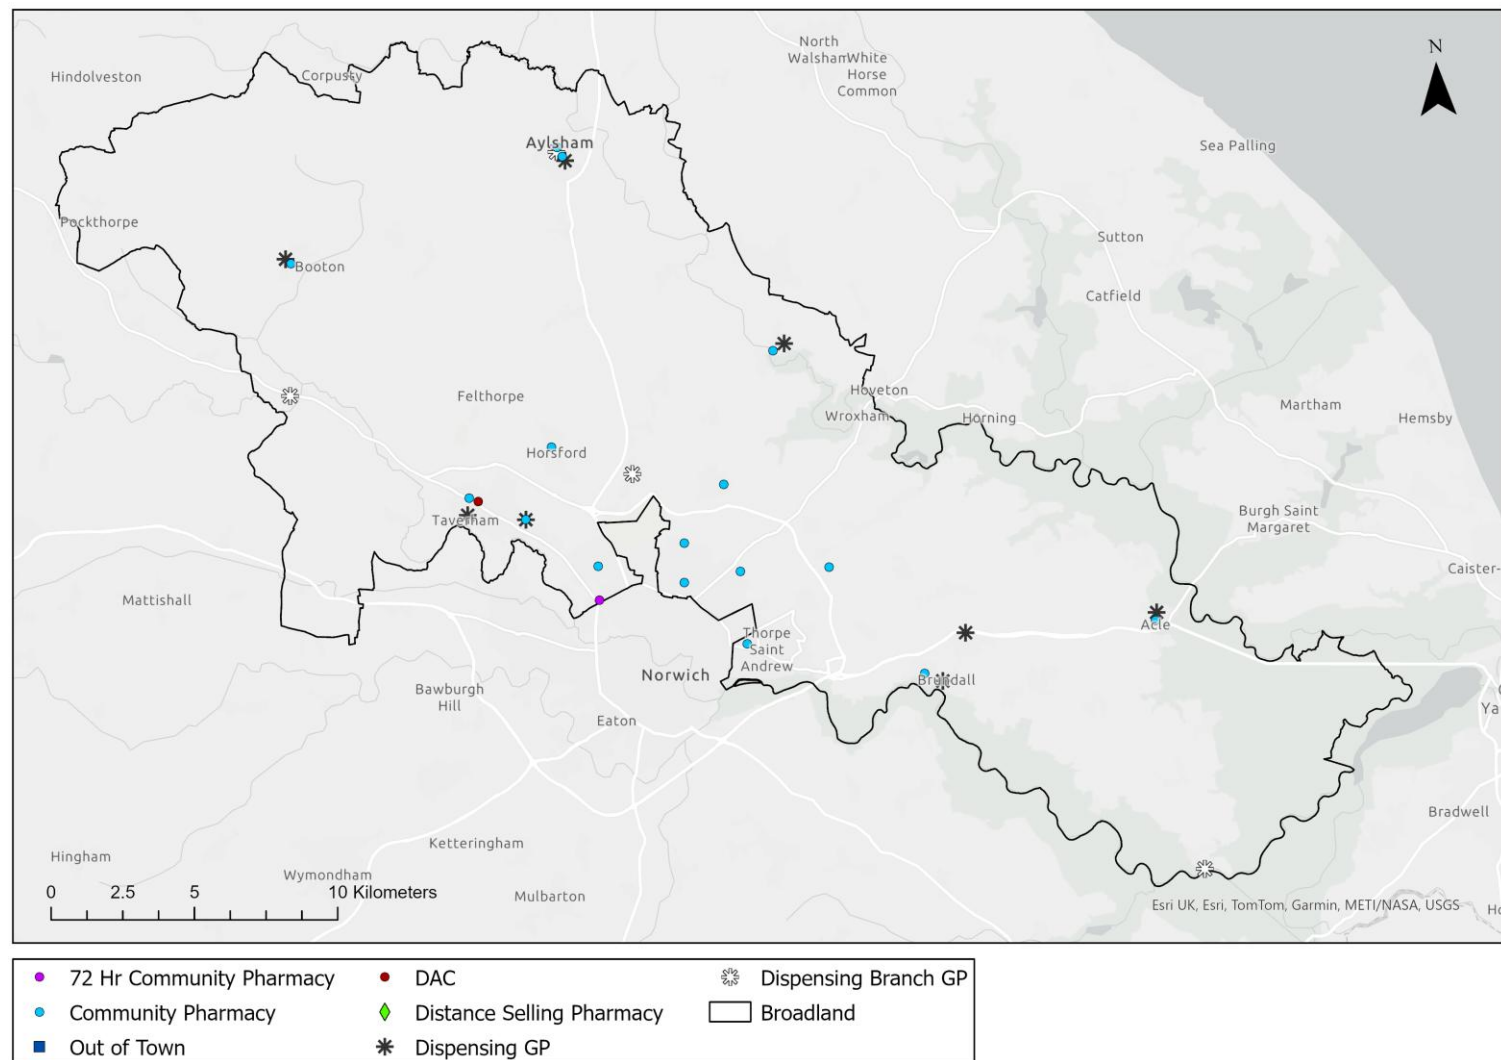 North
Walsham
White
Horse
Common
N
Hindolveston
Corpusty
Aylsham
Sea Palling
Pockthorpe
Sutton
Booton
Catfield
Felthorpe
Hoveton
Wroxham
Horning
Martham
Hemsby
Horsford
Taverham
Burgh Saint
Margaret
Caister-
Mattishall
Acle
Thorpe
Saint
Andrew
Norwich
Brundall
Bawburgh
Hill
Eaton
Ya
Bradwell
Ketteringham
Hingham
Wymondham
Mulbarton
0 2.5 5 10 Kilometers
Esri UK, Esri, TomTom, Garmin, METI/NASA, USGS
Ho
72 Hr Community Pharmacy
Community Pharmacy
Out of Town
DAC
Distance Selling Pharmacy
Dispensing GP
Dispensing Branch GP
Broadland